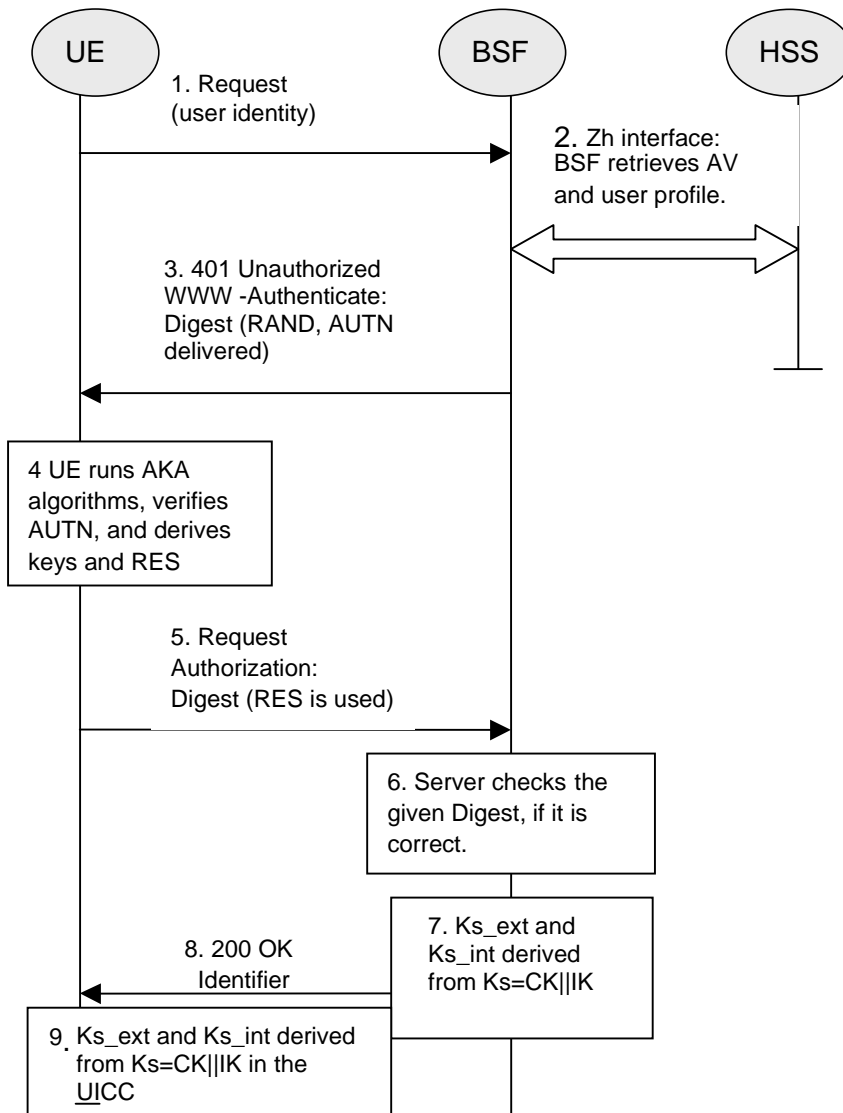 UE
BSF
HSS
1. Request
(user identity)
2. Zh interface:
BSF retrieves AV
and user profile.
3. 401 Unauthorized
WWW -Authenticate:
Digest (RAND, AUTN
delivered)
4 UE runs AKA
algorithms, verifies
AUTN, and derives
keys and RES
5. Request
Authorization:
Digest (RES is used)
6. Server checks the
given Digest, if it is
correct.
7. Ks_ext and
Ks_int derived
from Ks=CK||IK
8. 200 OK
Identifier
9. Ks_ext and Ks_int derived
from Ks=CK||IK in the
UICC